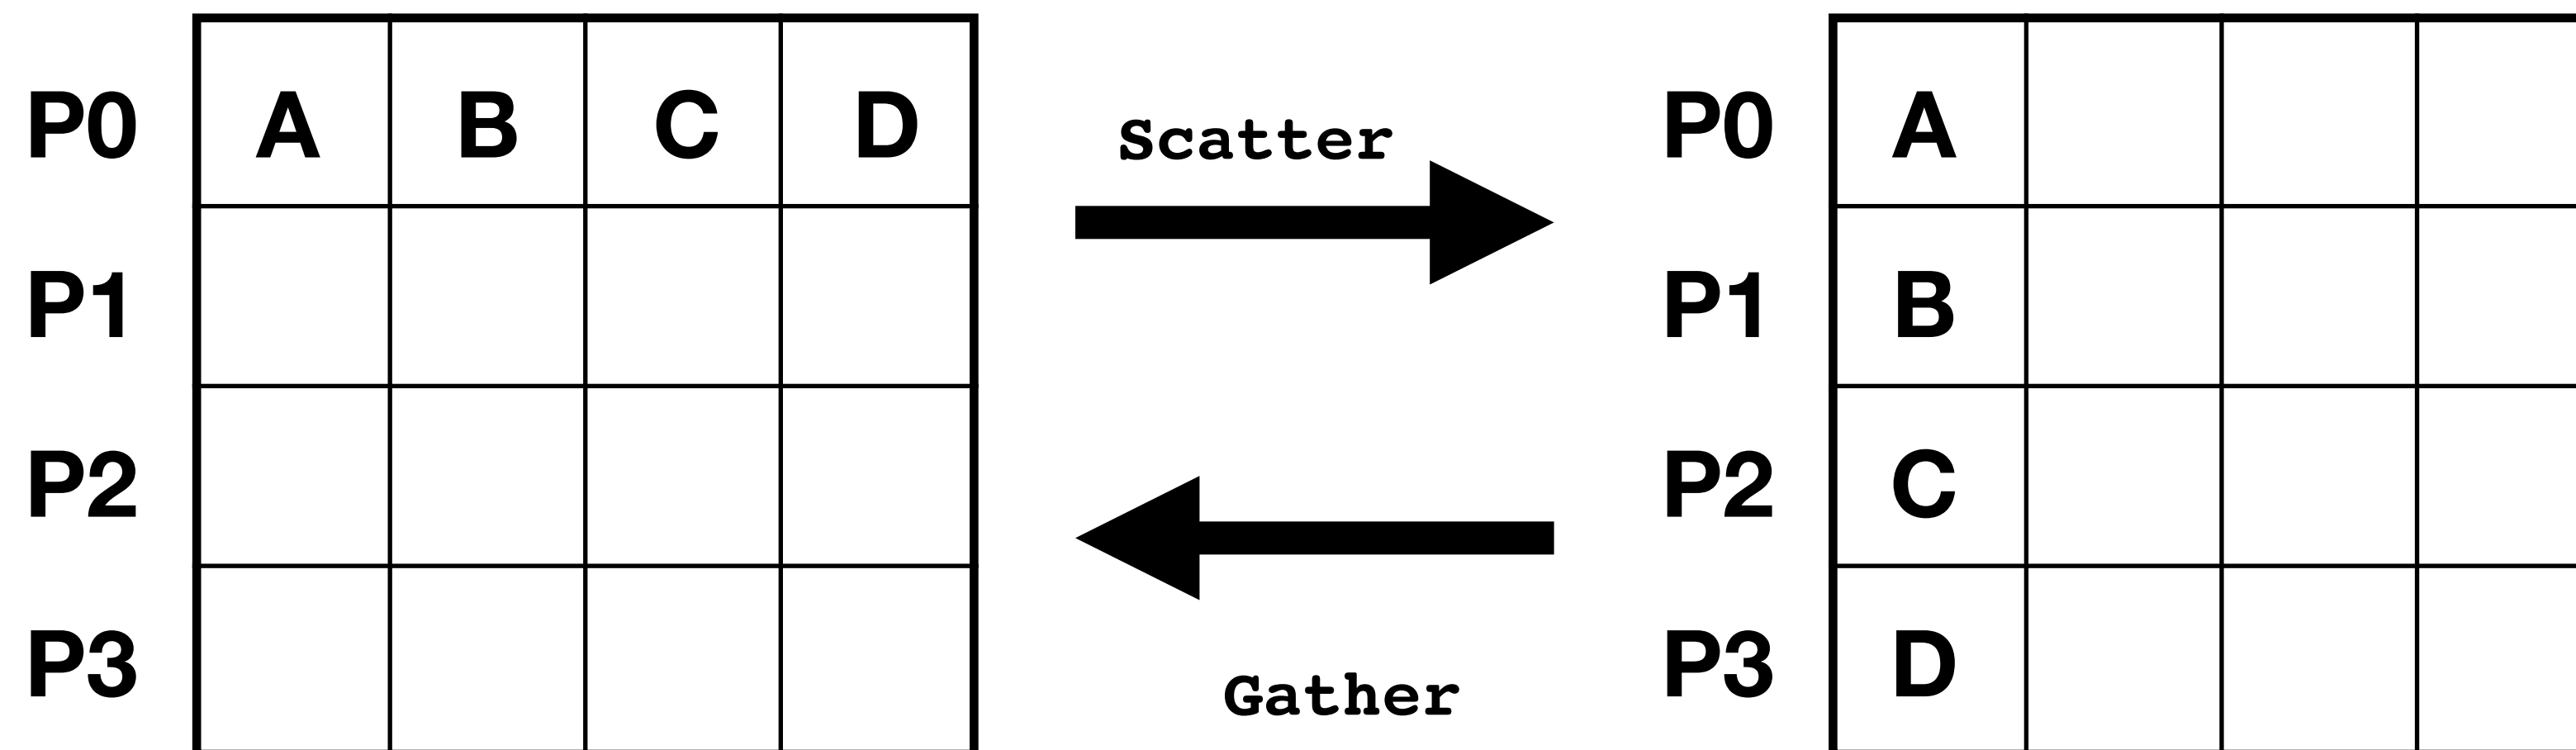 P0 A B C D Scatter P0 A
P1 P1 B
P2 P2 C
P3 Gather P3 D